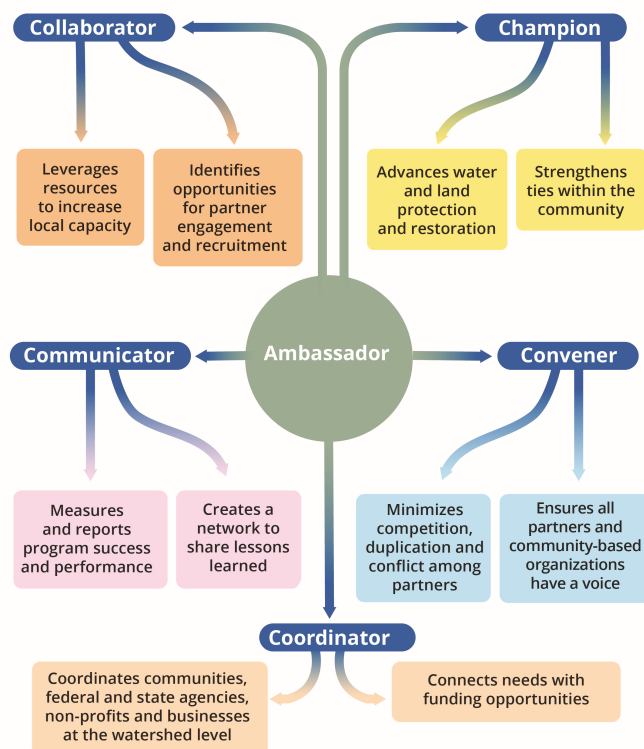 Collaborator
Champion
Leverages
resources
to increase
local capacity
Identifies
opportunities
for partner
engagement
and recruitment
Advances water
and land
protection
and restoration
Strengthens
ties within the
community
Ambassador
Communicator
Convener
Measures
and reports
program success
and performance
Creates a
network to
share lessons
learned
Minimizes
competition,
duplication and
conflict among
partners
Ensures all
partners and
community-based
organizations
have a voice
Coordinator
Coordinates communities,
federal and state agencies,
non-profits and businesses
at the watershed level
Connects needs with
funding opportunities